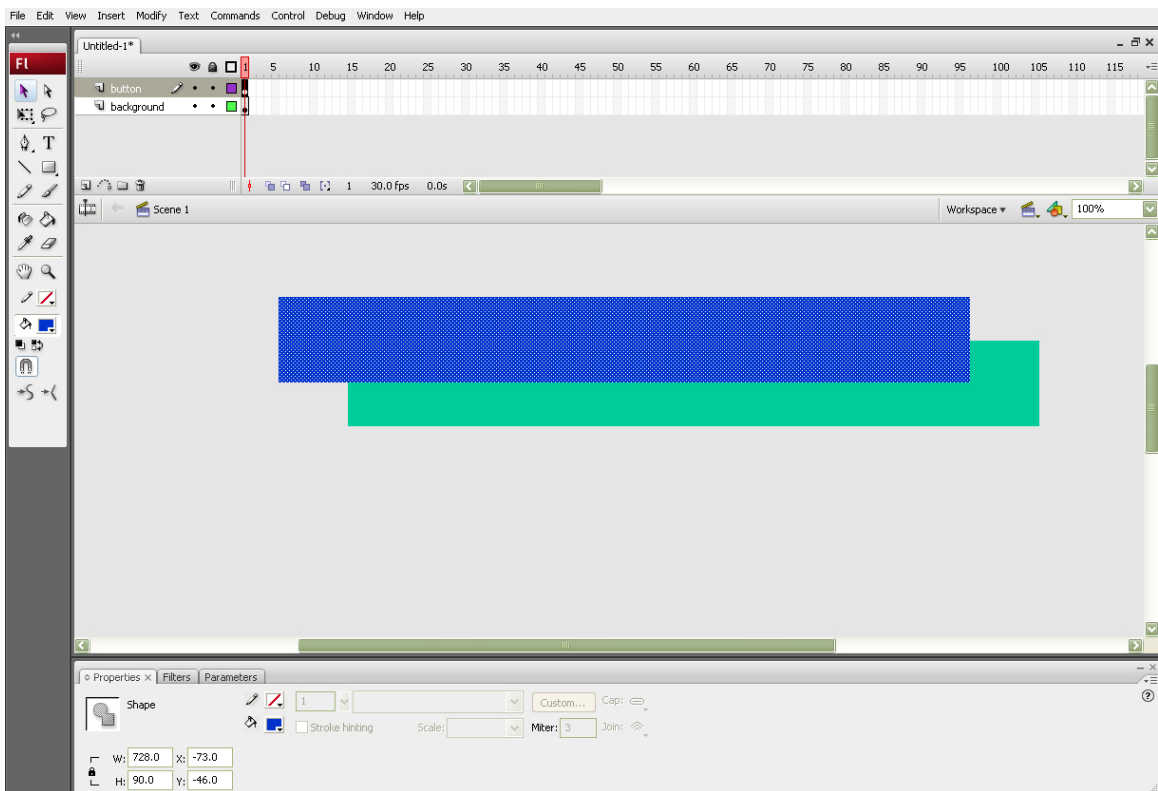 File Edit View Insert Modify Text Commands Control Debug Window Help
Untitled-1*
Fl
1 5 10 15 20 25 30 35 40 45 50 55 60 65 70 75 80 85 90 95 100 105 110 115
button
background
T
1 30.0 fps 0.0s
Scene 1 Workspace 100%
Properties × Filters Parameters
Shape 1 Custom... Cap:
Stroke hinting Scale: Miter: 3 Join:
W: 728.0 X: -73.0
H: 90.0 Y: -46.0